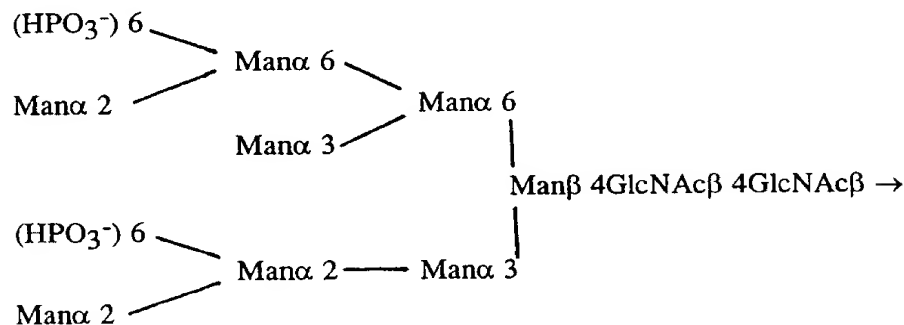 (HPO₃⁻) 6
Manα 6
Manα 2
Manα 6
Manα 3
Manβ 4GlcNAcβ 4GlcNAcβ →
(HPO₃⁻) 6
Manα 2
Manα 3
Manα 2